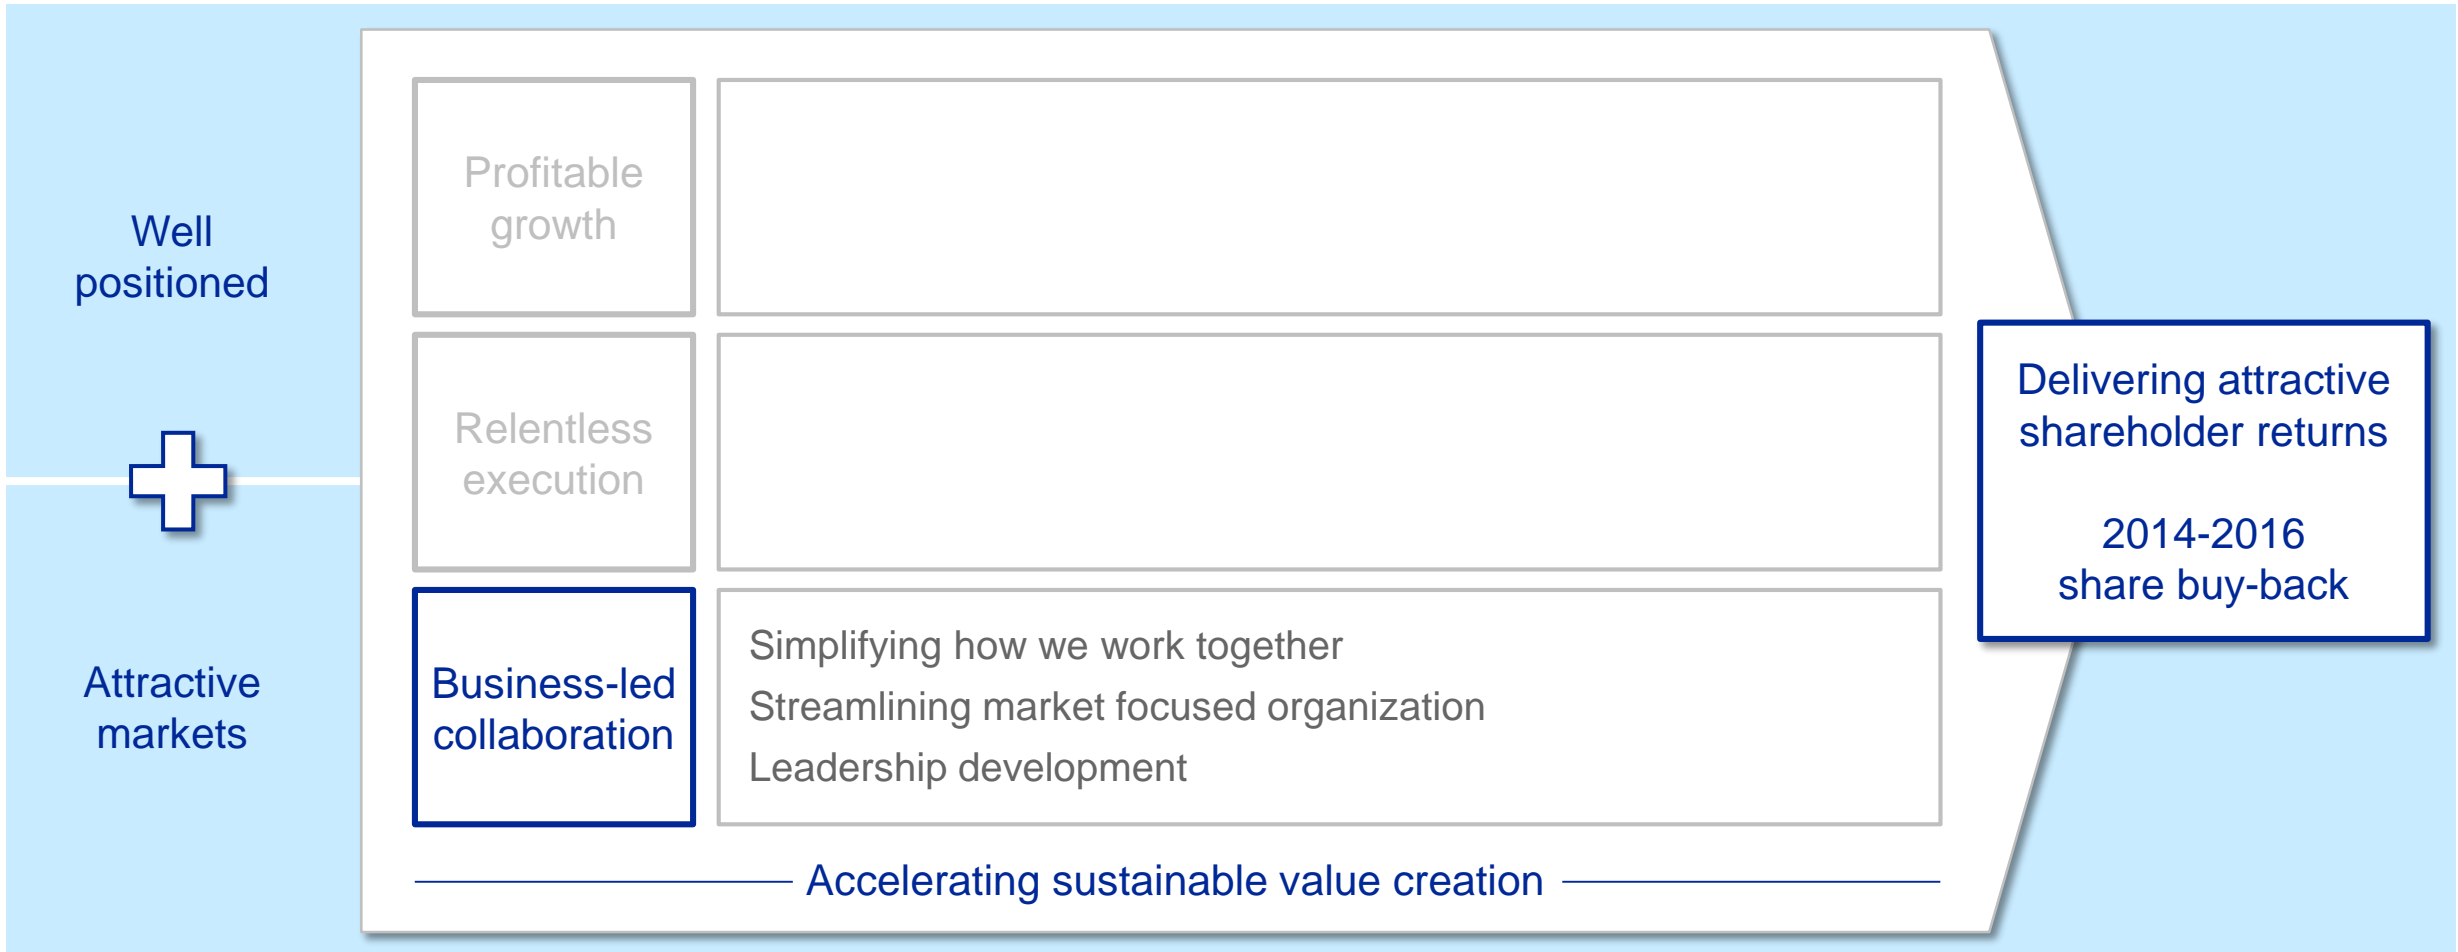 Well
positioned
Attractive
markets
Profitable
growth
Relentless
execution
Business-led
collaboration
Simplifying how we work together
Streamlining market focused organization
Leadership development
Accelerating sustainable value creation
Delivering attractive
shareholder returns
2014-2016
share buy-back